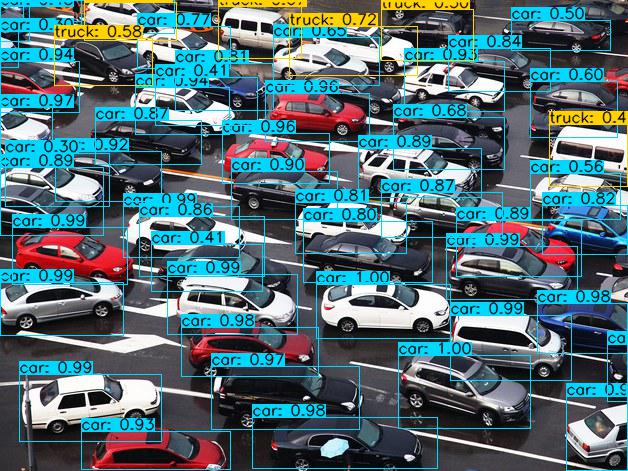 car: 0.77
truck: 0.72
car: 0.50
truck: 0.58
car: 0.65
car: 0.84
car: 0.94
car: 0.93
car: 0.41
car: 0.60
car: 0.97
car: 0.96
car: 0.87
car: 0.68
truck: 0.4
car: 0.96
car: 0.92
car: 0.89
car: 0.89
car: 0.90
car: 0.56
car: 0.87
car: 0.81
car: 0.82
car: 0.99
car: 0.86
car: 0.80
car: 0.89
car: 0.41
car: 0.99
car: 0.99
car: 0.99
car: 1.00
car: 0.98
car: 0.99
car: 0.98
car: 1.00
car: 0.97
car: 0.99
car: 0.98
car: 0.93